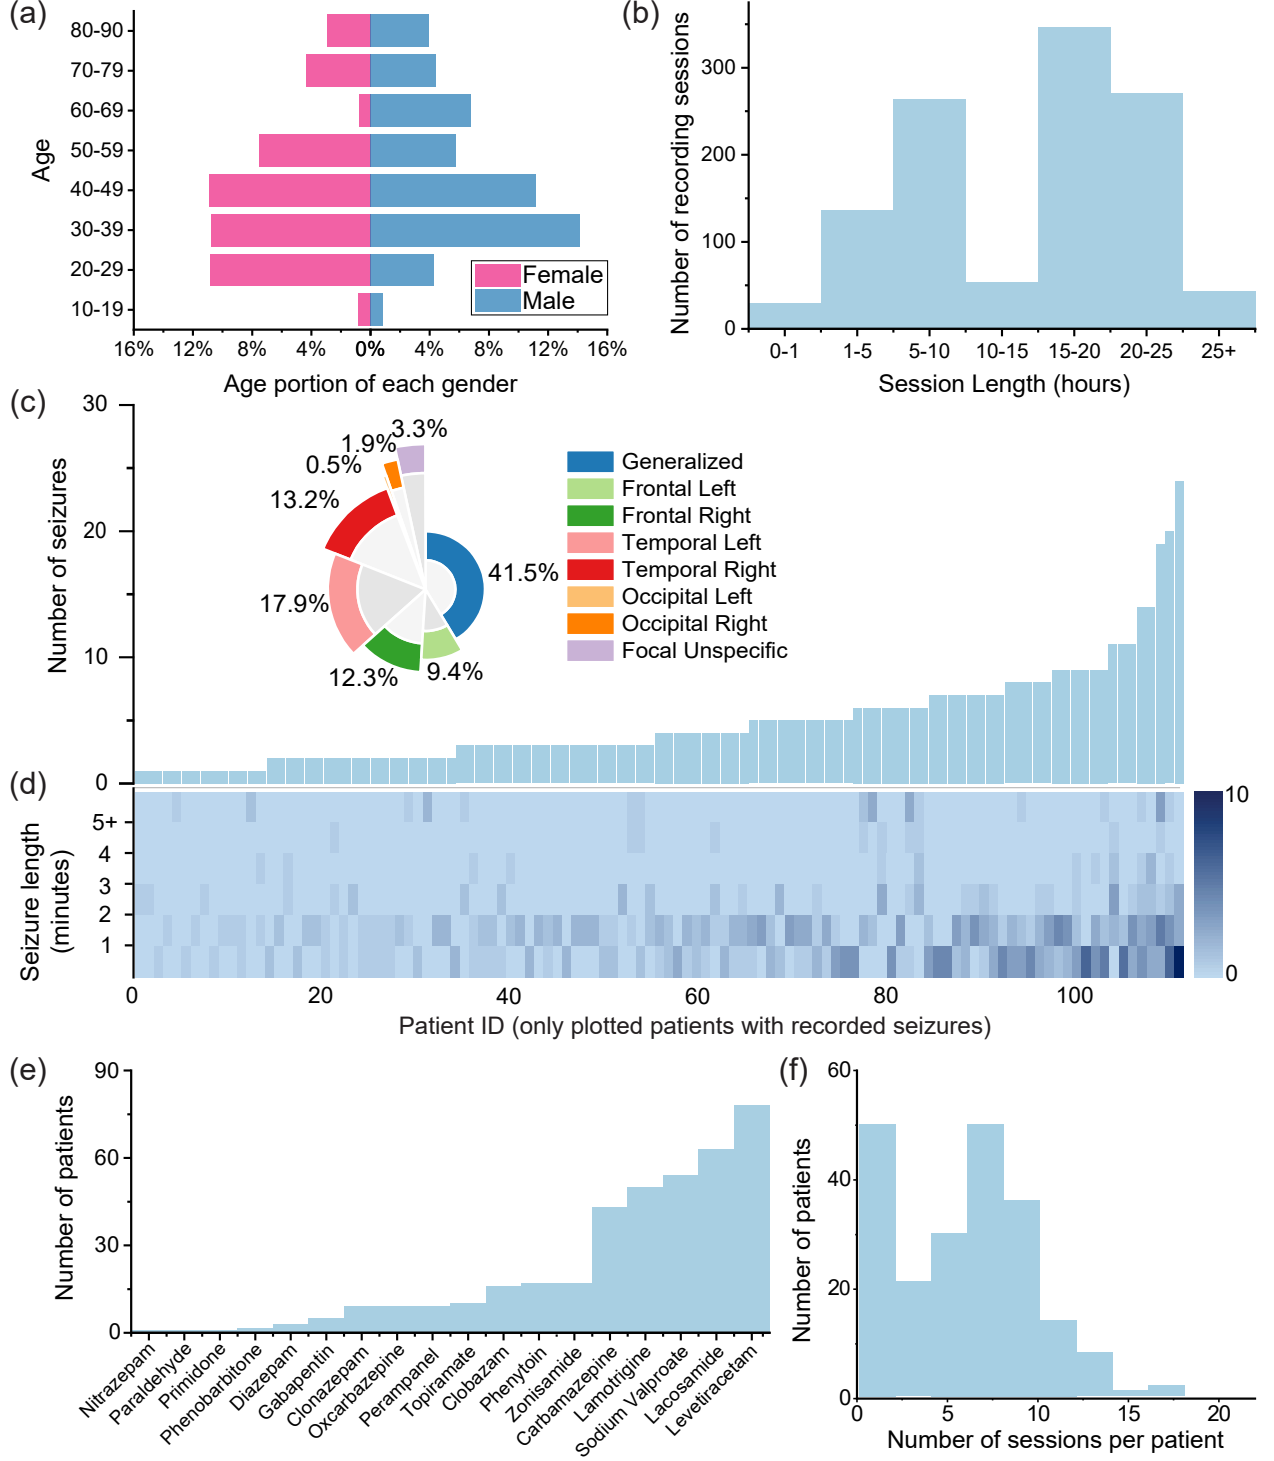 (a)
80-90
70-79
60-69
50-59
40-49
30-39
20-29
10-19
Age
Female
Male
16% 12% 8% 4% 0% 4% 8% 12% 16%
Age portion of each gender
(b)
Number of recording sessions
300
200
100
0
0-1 1-5 5-10 10-15 15-20 20-25 25+
Session Length (hours)
(c)
30
20
10
0
Number of seizures
3.3%
1.9%
0.5%
13.2%
17.9%
12.3%
9.4%
41.5%
Generalized
Frontal Left
Frontal Right
Temporal Left
Temporal Right
Occipital Left
Occipital Right
Focal Unspecific
(d)
Seizure length
(minutes)
5+
4
3
2
1
10
0
0 20 40 60 80 100
Patient ID (only plotted patients with recorded seizures)
(e)
Number of patients
90
60
30
0
Nitrazepam
Paraldehyde
Primidone
Phenobarbitone
Diazepam
Gabapentin
Clonazepam
Oxcarbazepine
Perampanel
Topiramate
Clobazam
Phenytoin
Zonisamide
Carbamazepine
Lamotrigine
Sodium Valproate
Lacosamide
Levetiracetam
(f)
Number of patients
60
40
20
0
0 5 10 15 20
Number of sessions per patient